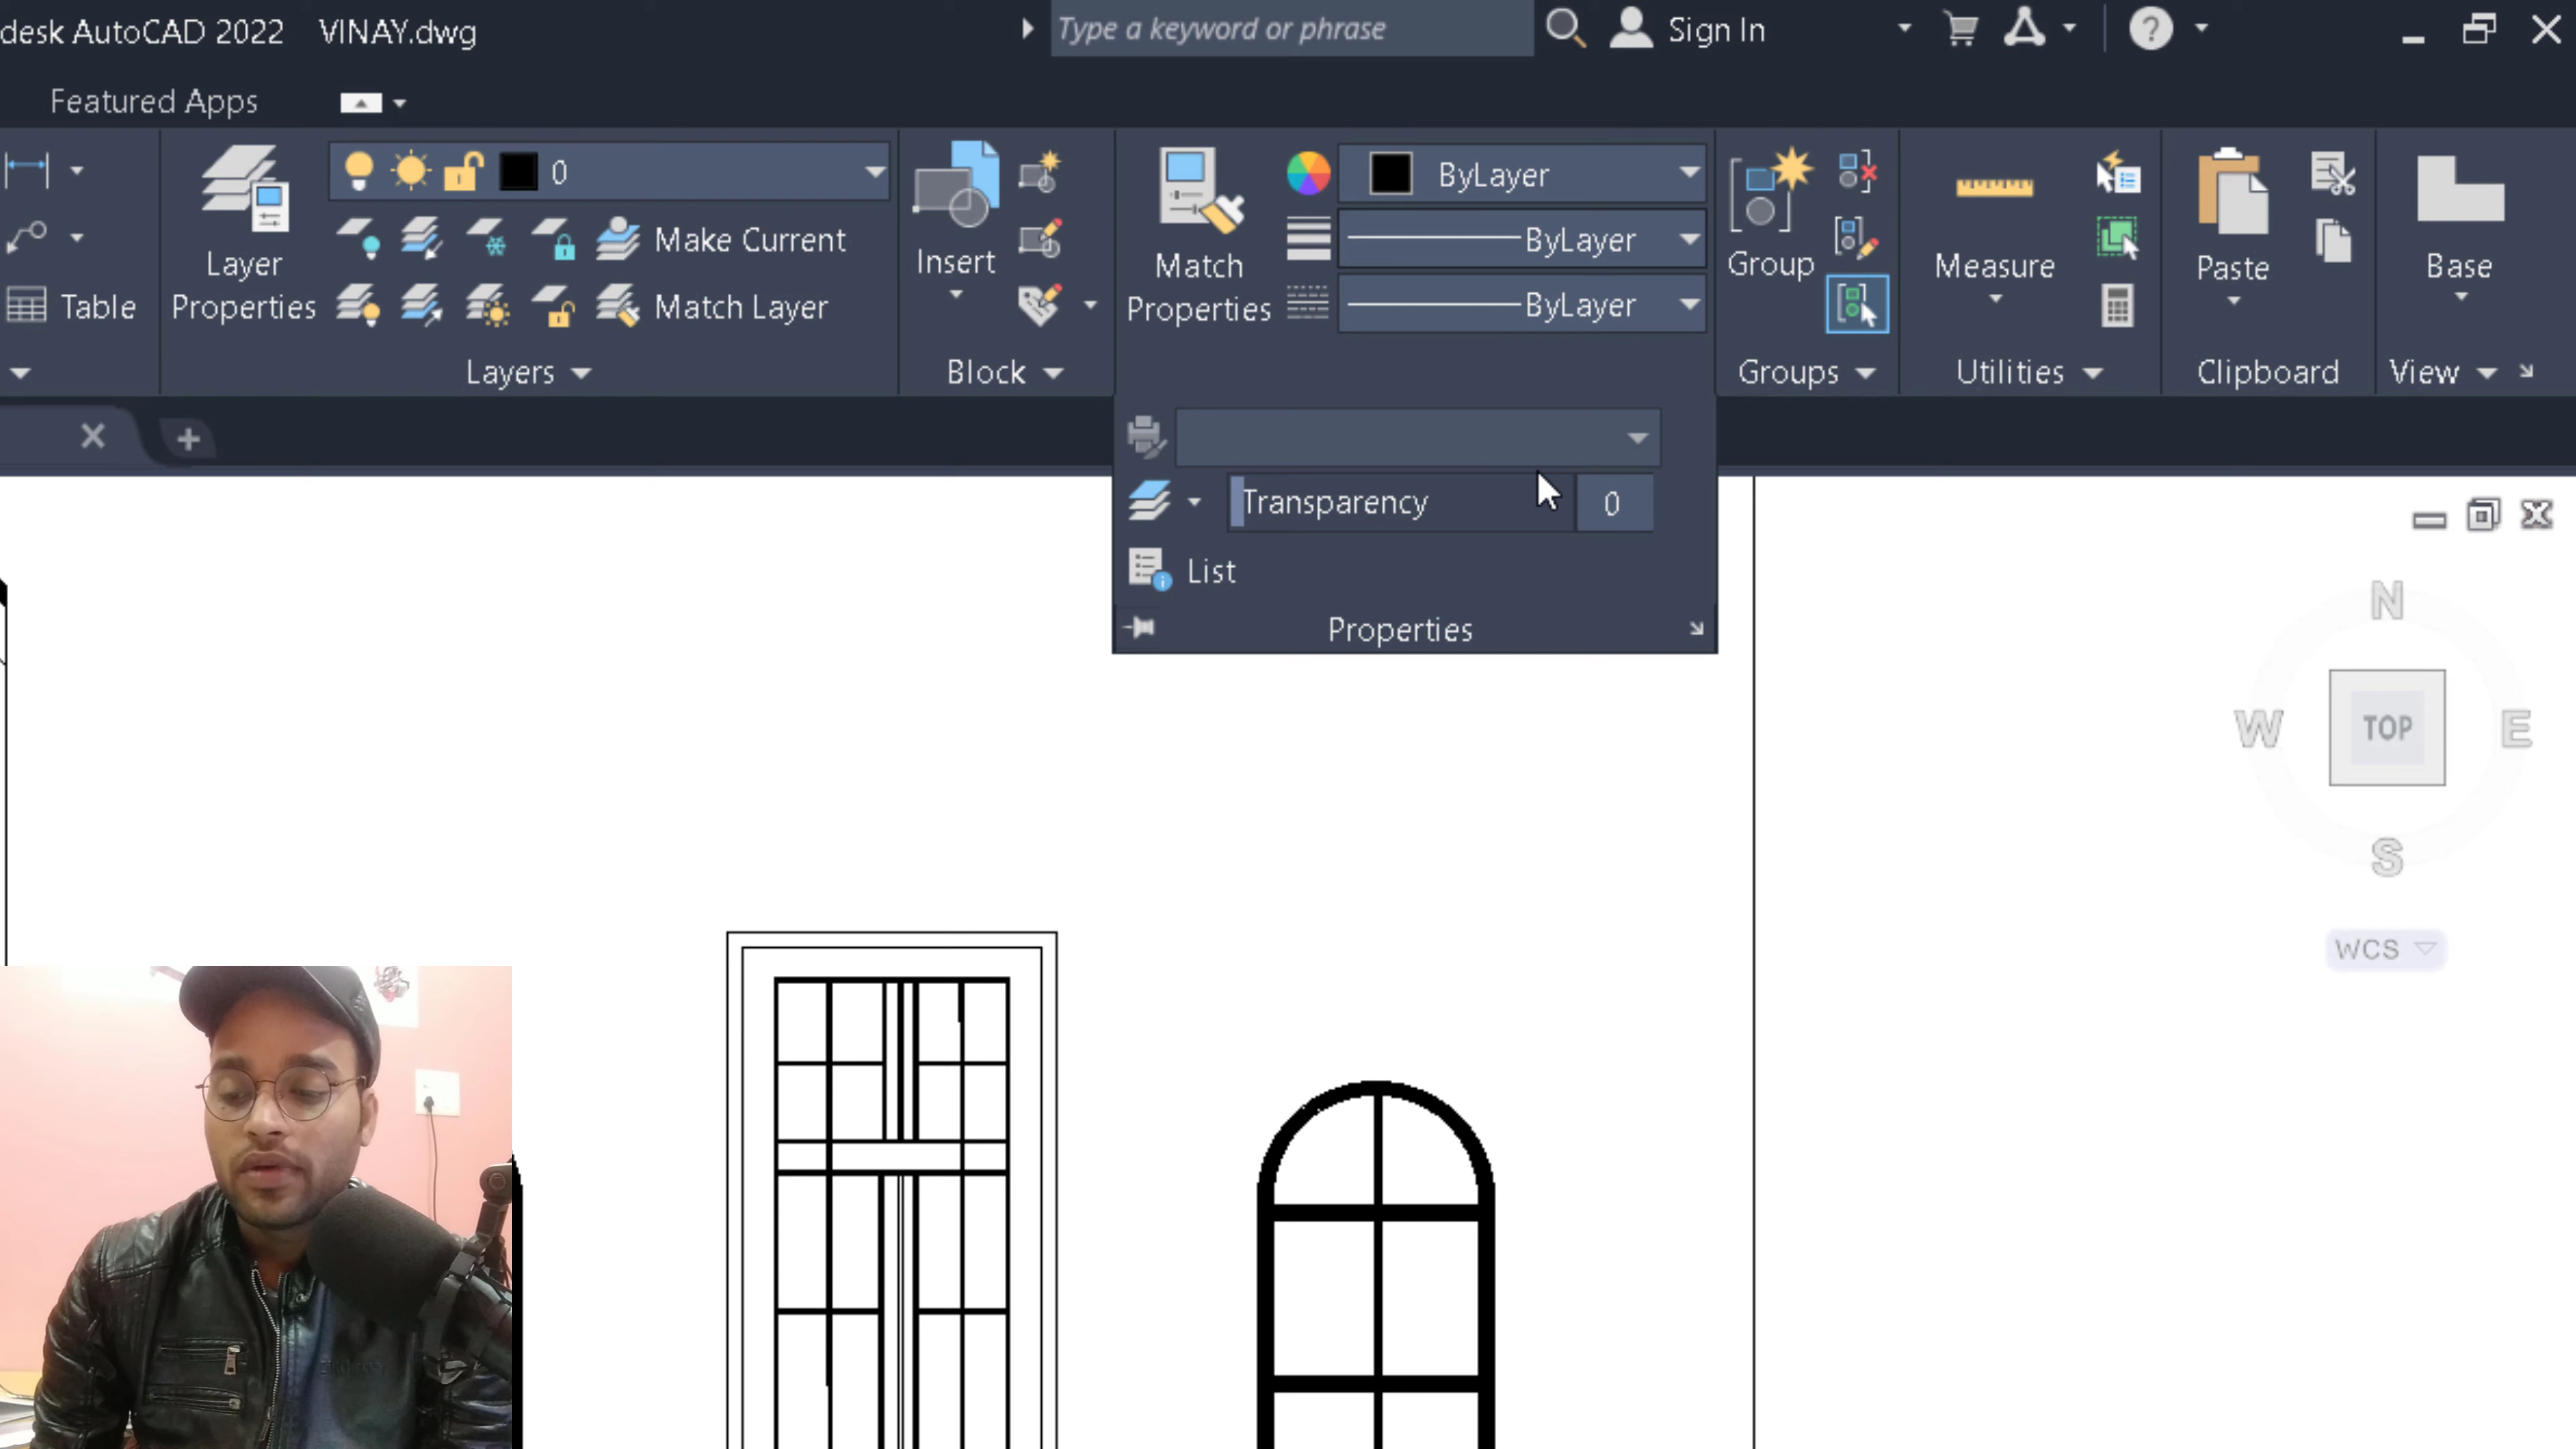 desk AutoCAD 2022 VINAY.dwg
Type a keyword or phrase
Sign In
Featured Apps
0
ByLayer
Make Current
ByLayer
Layer Properties
Insert
Match Properties
Group
Measure
Paste
Base
Table
Match Layer
ByLayer
Layers
Block
Groups
Utilities
Clipboard
View
Transparency 0
List
Properties
N
W
TOP
E
S
WCS